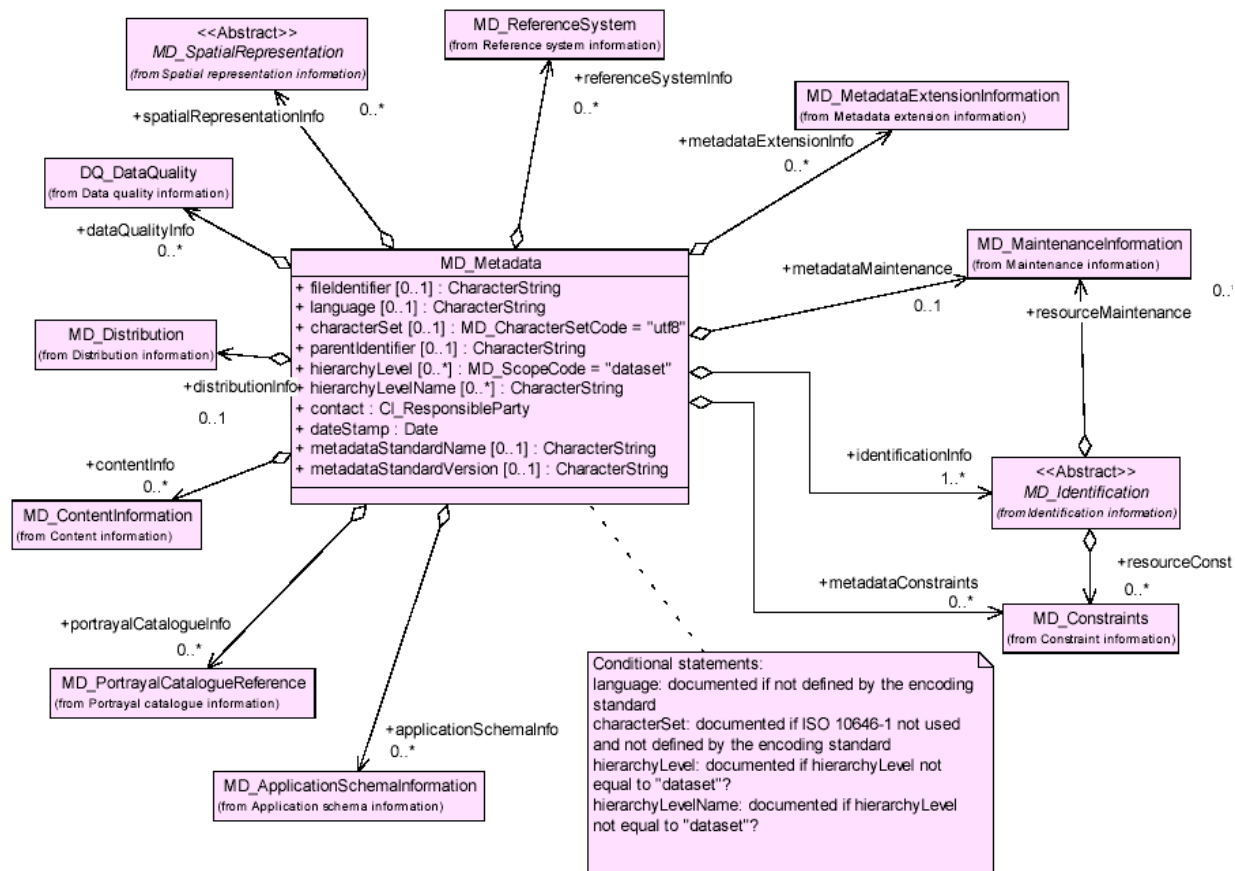 <<Abstract>>
MD_SpatialRepresentation
(from Spatial representation information)
MD_ReferenceSystem
(from Reference system information)
+spatialRepresentationInfo
0..*
+referenceSystemInfo
0..*
MD_MetadataExtensionInformation
(from Metadata extension information)
+metadataExtensionInfo
0..*
DQ_DataQuality
(from Data quality information)
+dataQualityInfo
0..*
MD_Metadata
+ fileIdentifier [0..1] : CharacterString
+ language [0..1] : CharacterString
+ characterSet [0..1] : MD_CharacterSetCode = "utf8"
+ parentIdentifier [0..1] : CharacterString
+ hierarchyLevel [0..*] : MD_ScopeCode = "dataset"
+ hierarchyLevelName [0..*] : CharacterString
+ contact : CI_ResponsibleParty
+ dateStamp : Date
+ metadataStandardName [0..1] : CharacterString
+ metadataStandardVersion [0..1] : CharacterString
MD_MaintenanceInformation
(from Maintenance information)
+metadataMaintenance
0..1
0..*
+resourceMaintenance
MD_Distribution
(from Distribution information)
+distributionInfo
0..1
+contentInfo
0..*
MD_ContentInformation
(from Content information)
+identificationInfo
1..*
<<Abstract>>
MD_Identification
(from Identification information)
+resourceConst
0..*
+metadataConstraints
0..*
MD_Constraints
(from Constraint information)
+portrayalCatalogueInfo
0..*
MD_PortrayalCatalogueReference
(from Portrayal catalogue information)
+applicationSchemaInfo
0..*
MD_ApplicationSchemaInformation
(from Application schema information)
Conditional statements:
language: documented if not defined by the encoding
standard
characterSet: documented if ISO 10646-1 not used
and not defined by the encoding standard
hierarchyLevel: documented if hierarchyLevel not
equal to "dataset"?
hierarchyLevelName: documented if hierarchyLevel
not equal to "dataset"?